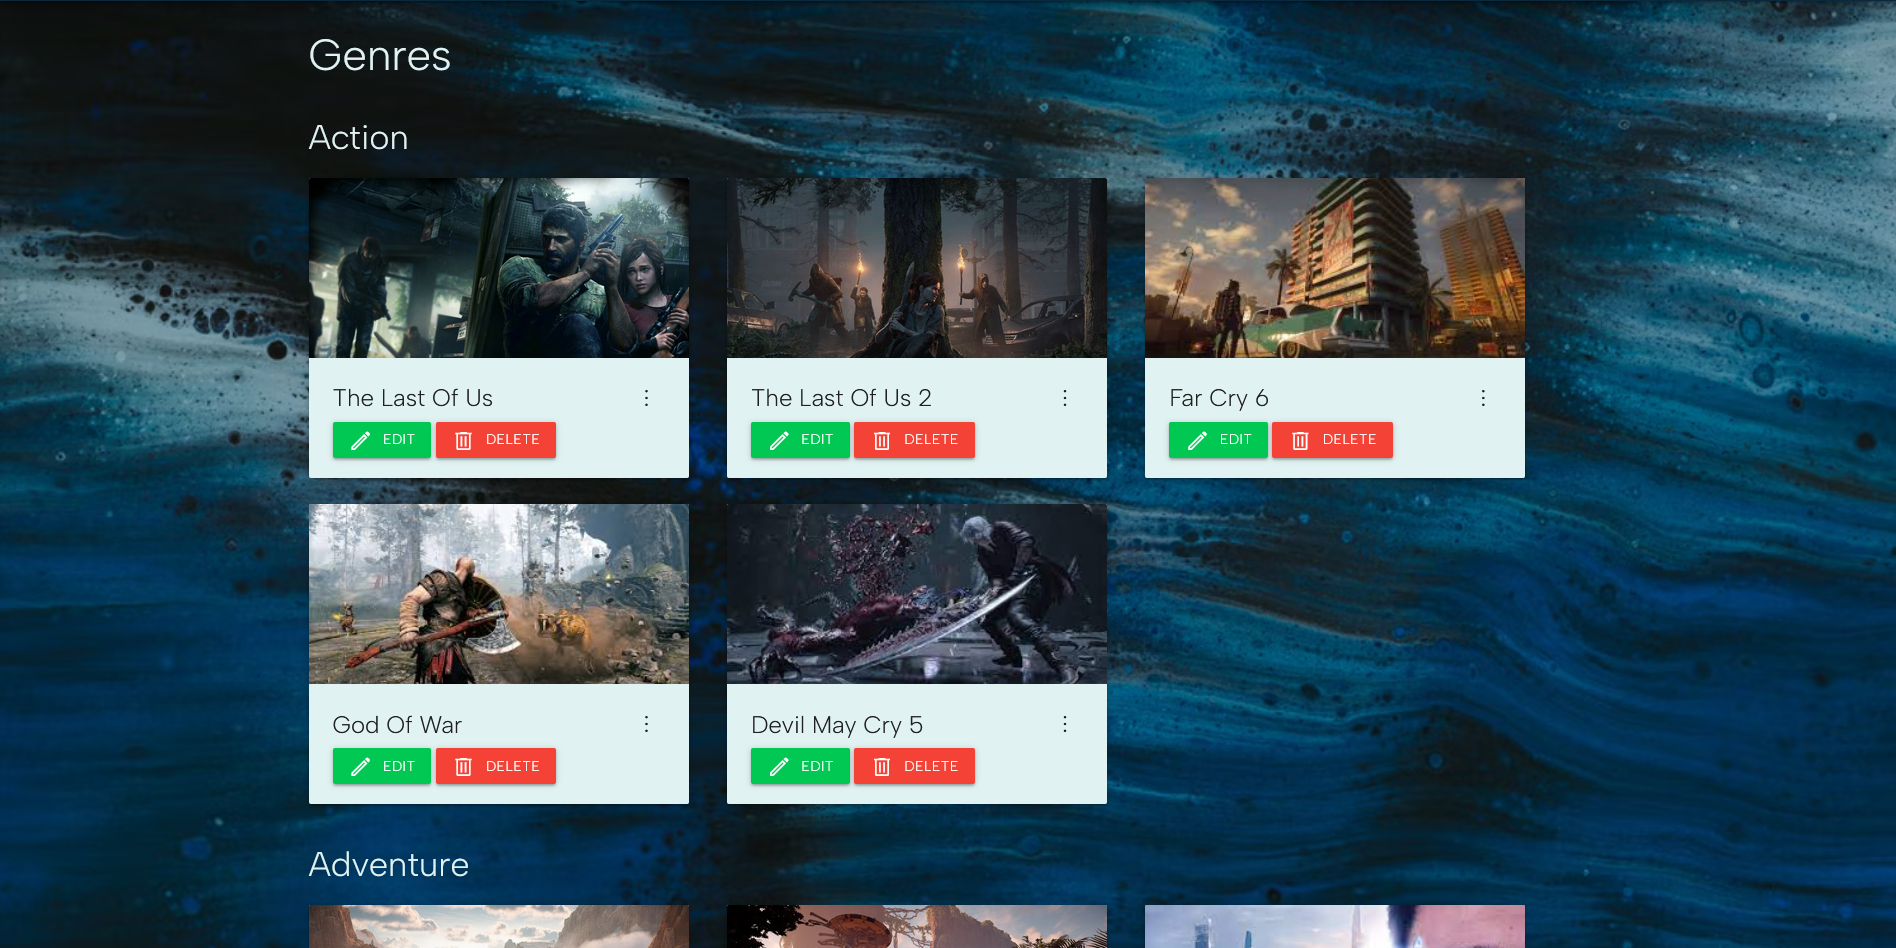 Genres
Action
The Last Of Us
EDIT DELETE
The Last Of Us 2
EDIT DELETE
Far Cry 6
EDIT DELETE
God Of War
EDIT DELETE
Devil May Cry 5
EDIT DELETE
Adventure